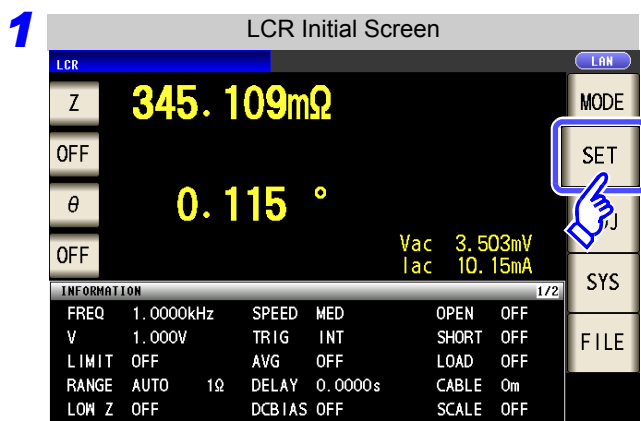 1
LCR Initial Screen
LCR
LAN
Z 345.109mΩ
MODE
OFF
SET
θ 0.115 °
OFF
Vac 3.503mV
Iac 10.15mA
SYS
INFORMATION 1/2
FREQ 1.0000kHz SPEED MED OPEN OFF
V 1.000V TRIG INT SHORT OFF
FILE
LIMIT OFF AVG OFF LOAD OFF
RANGE AUTO 1Ω DELAY 0.0000s CABLE 0m
LOW Z OFF DCBIAS OFF SCALE OFF